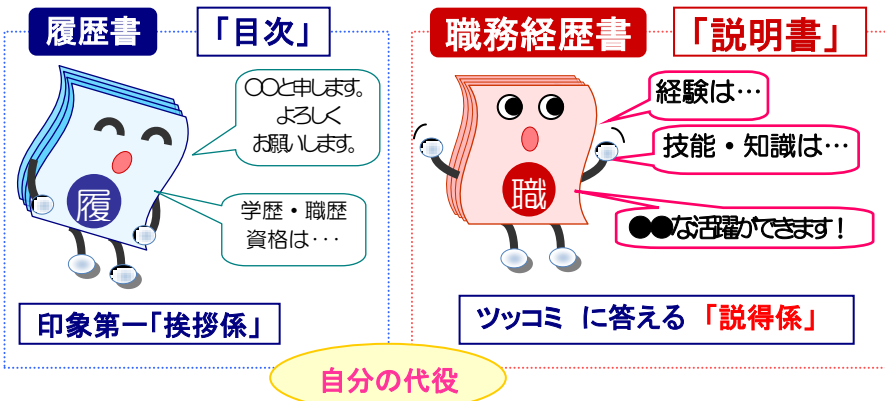 履歴書
「目次」
〇〇と申します。
よろしく
お願いします。
履
学歴・職歴
資格は・・・
印象第一「挨拶係」
職務経歴書
「説明書」
経験は…
技能・知識は…
職
●●な活躍ができます！
ツッコミ に答える 「説得係」
自分の代役